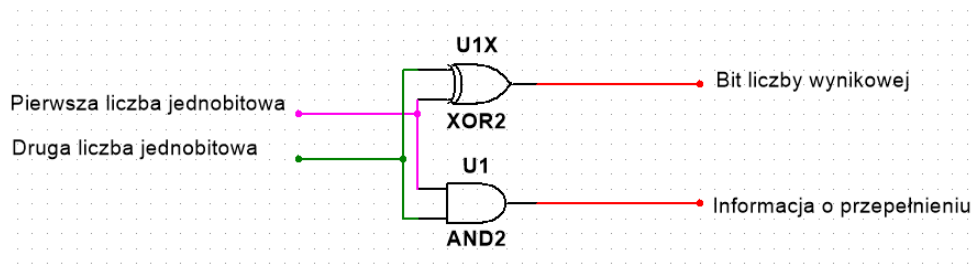 U1X
Pierwsza liczba jednobitowa
Bit liczby wynikowej
XOR2
Druga liczba jednobitowa
U1
Informacja o przepełnieniu
AND2